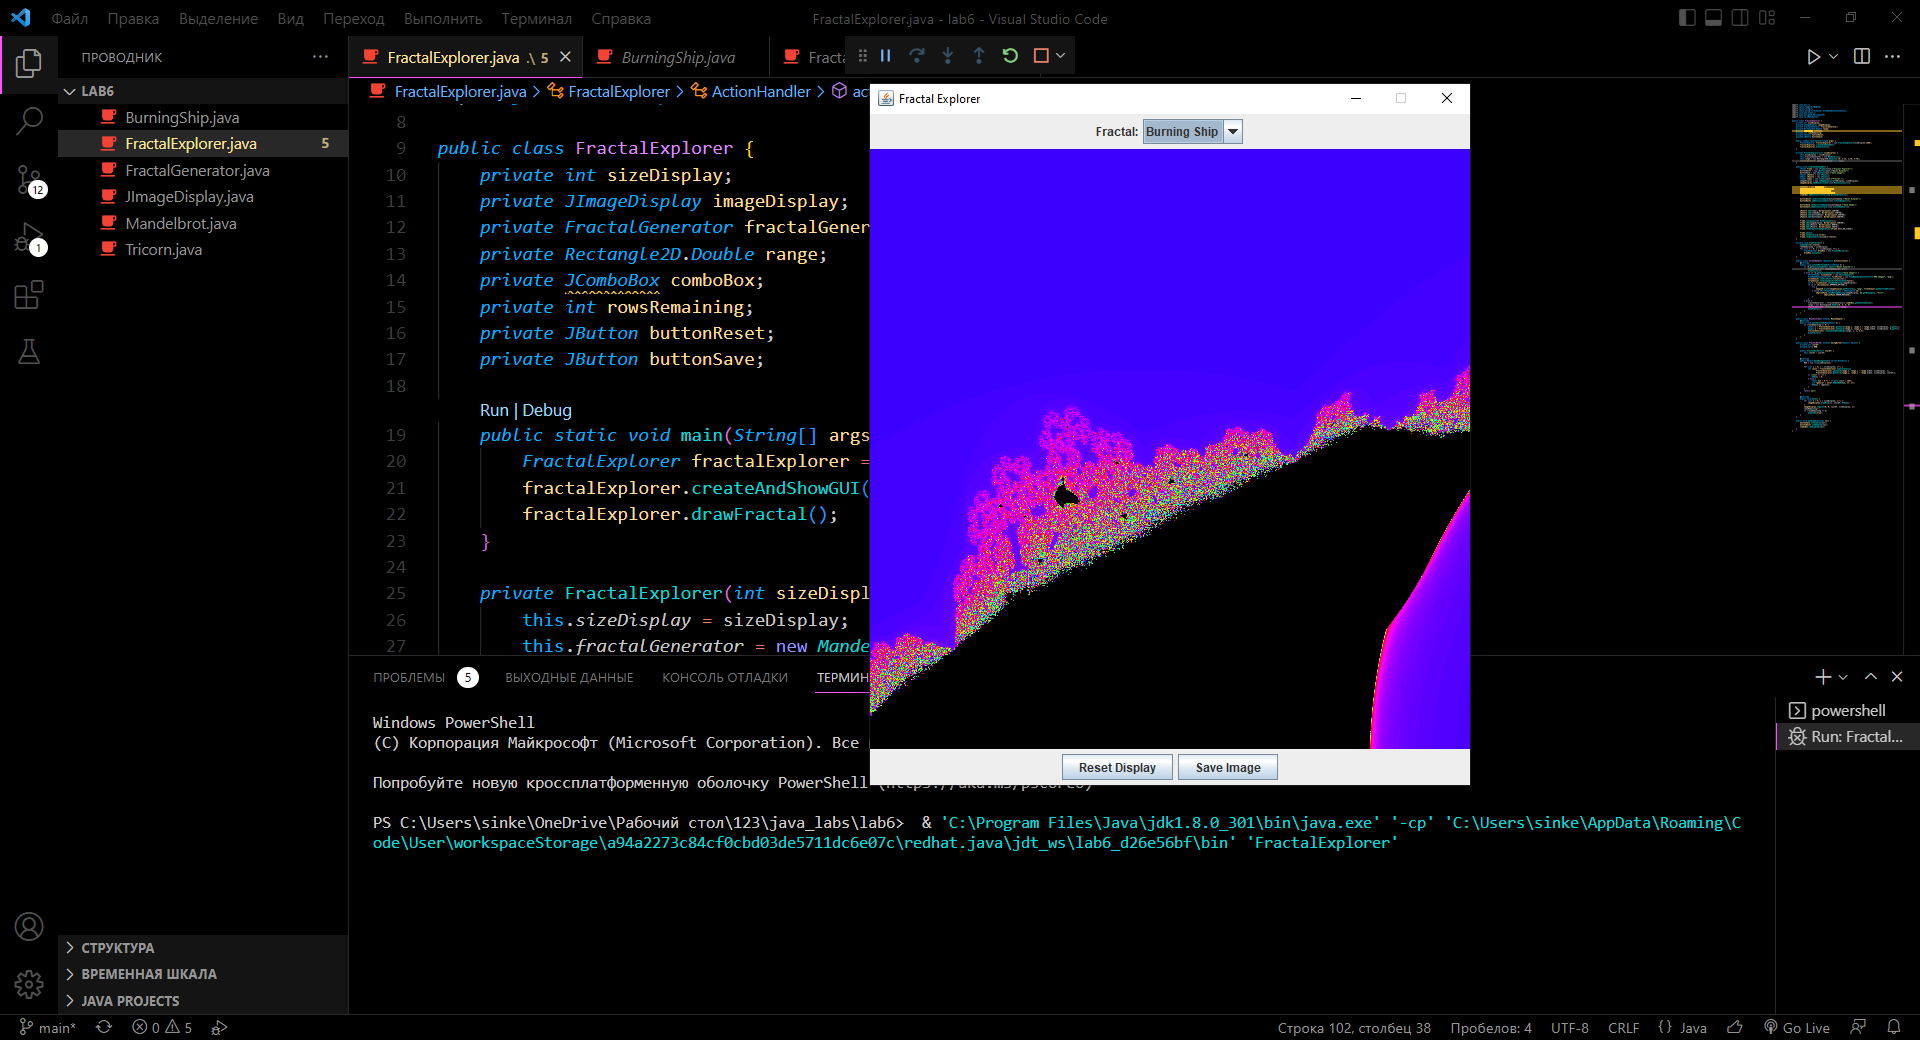 Файл Правка Выделение Вид Переход Выполнить Терминал Справка
FractalExplorer.java - lab6 - Visual Studio Code
ПРОВОДНИК
FractalExplorer.java .\ 5
BurningShip.java
LAB6
BurningShip.java
FractalExplorer.java 5
FractalGenerator.java
JImageDisplay.java
Mandelbrot.java
Tricorn.java
12
1
FractalExplorer.java > FractalExplorer > ActionHandler >
8
9 public class FractalExplorer {
10 private int sizeDisplay;
11 private JImageDisplay imageDisplay;
12 private FractalGenerator fractalGener
13 private Rectangle2D.Double range;
14 private JComboBox comboBox;
15 private int rowsRemaining;
16 private JButton buttonReset;
17 private JButton buttonSave;
18
Run | Debug
19 public static void main(String[] args
20 FractalExplorer fractalExplorer =
21 fractalExplorer.createAndShowGUI(
22 fractalExplorer.drawFractal();
23 }
24
25 private FractalExplorer(int sizeDispl
26 this.sizeDisplay = sizeDisplay;
27 this.fractalGenerator = new Mande
Fractal Explorer
Fractal: Burning Ship
Reset Display Save Image
ПРОБЛЕМЫ 5 ВЫХОДНЫЕ ДАННЫЕ КОНСОЛЬ ОТЛАДКИ ТЕРМИН
Windows PowerShell
(C) Корпорация Майкрософт (Microsoft Corporation). Все
Попробуйте новую кроссплатформенную оболочку PowerShell
PS C:\Users\sinke\OneDrive\Рабочий стол\123\java_labs\lab6> & 'C:\Program Files\Java\jdk1.8.0_301\bin\java.exe' '-cp' 'C:\Users\sinke\AppData\Roaming\C
ode\User\workspaceStorage\a94a2273c84cf0cbd03de5711dc6e07c\redhat.java\jdt_ws\lab6_d26e56bf\bin' 'FractalExplorer'
powershell
Run: Fractal...
СТРУКТУРА
ВРЕМЕННАЯ ШКАЛА
JAVA PROJECTS
main* 0 5
Строка 102, столбец 38 Пробелов: 4 UTF-8 CRLF {} Java Go Live